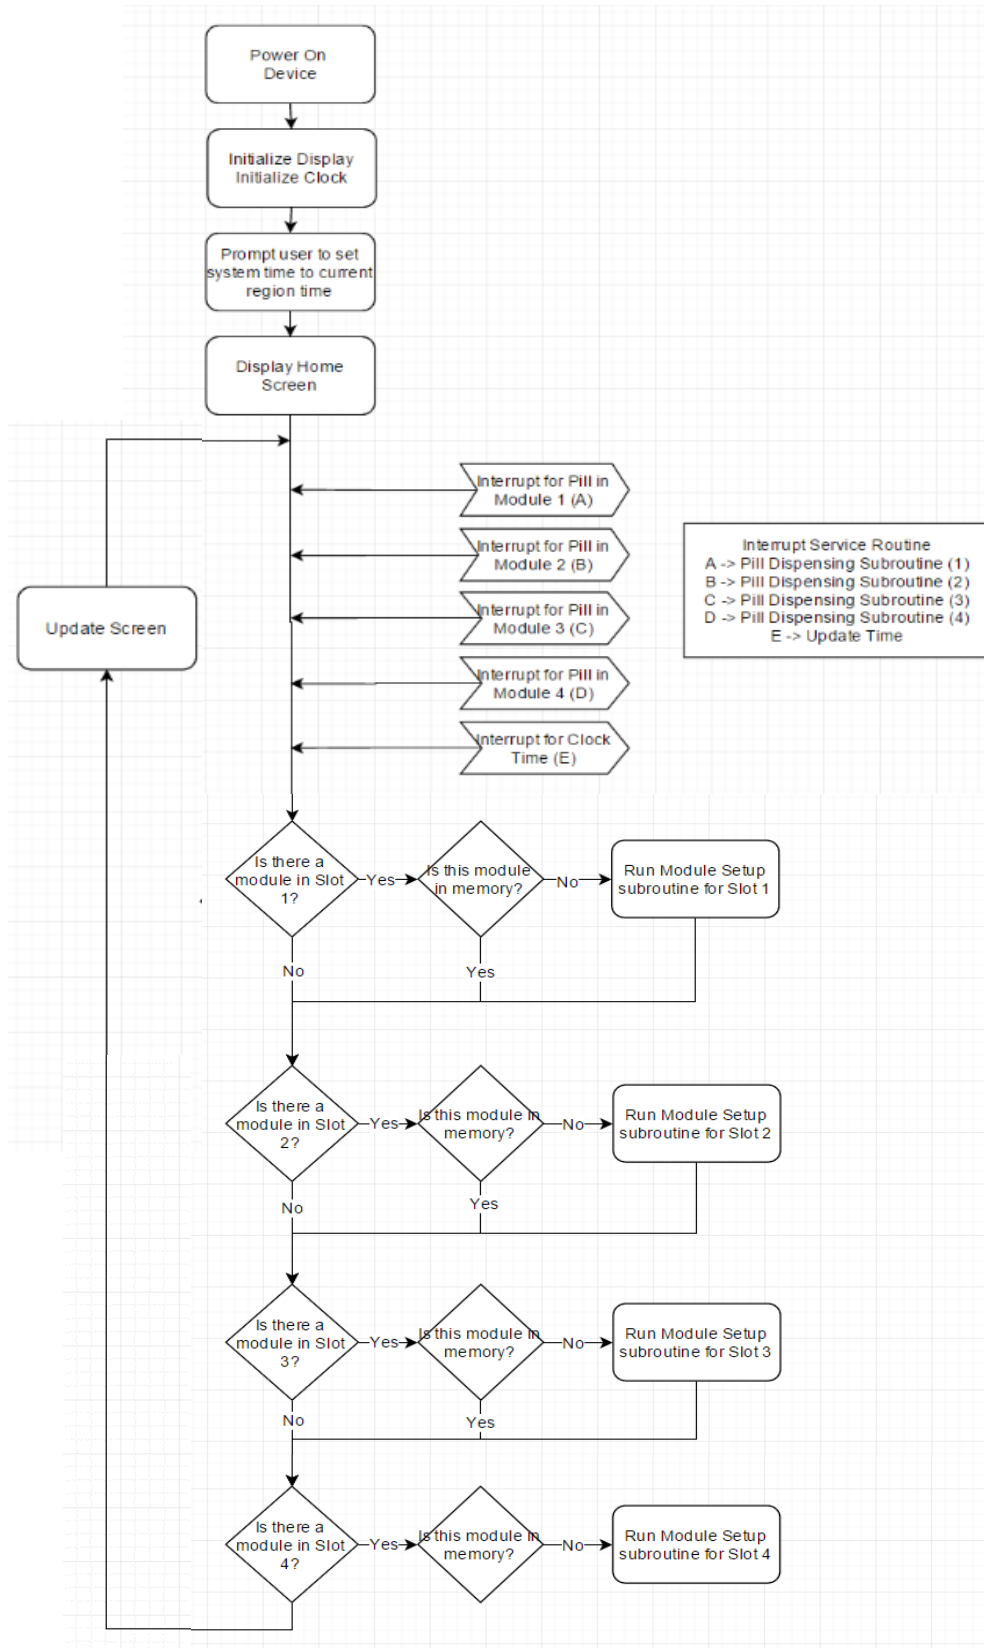 Power On
Device
Initialize Display
Initialize Clock
Prompt user to set
system time to current
region time
Display Home
Screen
Interrupt for Pill in
Module 1 (A)
Interrupt for Pill in
Module 2 (B)
Interrupt for Pill in
Module 3 (C)
Interrupt for Pill in
Module 4 (D)
Interrupt for Clock
Time (E)
Interrupt Service Routine
A -> Pill Dispensing Subroutine (1)
B -> Pill Dispensing Subroutine (2)
C -> Pill Dispensing Subroutine (3)
D -> Pill Dispensing Subroutine (4)
E -> Update Time
Update Screen
Is there a
module in Slot
1?
Yes
Is this module
in memory?
No
Run Module Setup
subroutine for Slot 1
No
Yes
Is there a
module in Slot
2?
Yes
Is this module in
memory?
No
Run Module Setup
subroutine for Slot 2
No
Yes
Is there a
module in Slot
3?
Yes
Is this module in
memory?
No
Run Module Setup
subroutine for Slot 3
No
Yes
Is there a
module in Slot
4?
Yes
Is this module in
memory?
No
Run Module Setup
subroutine for Slot 4